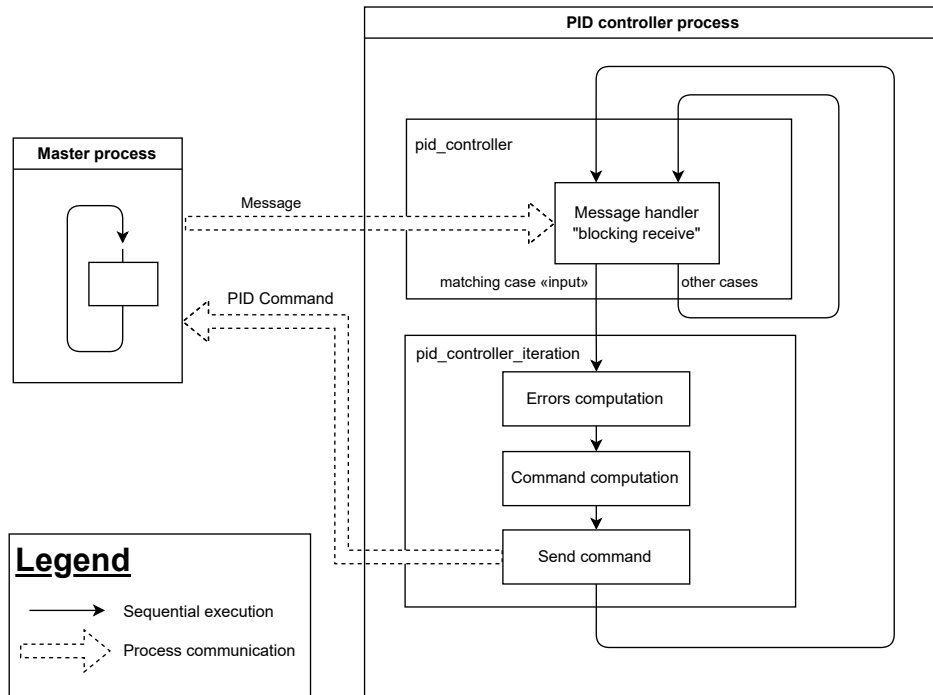 PID controller process
pid_controller
Master process
Message
Message handler
"blocking receive"
matching case «input»
other cases
PID Command
pid_controller_iteration
Errors computation
Command computation
Send command
Legend
Sequential execution
Process communication